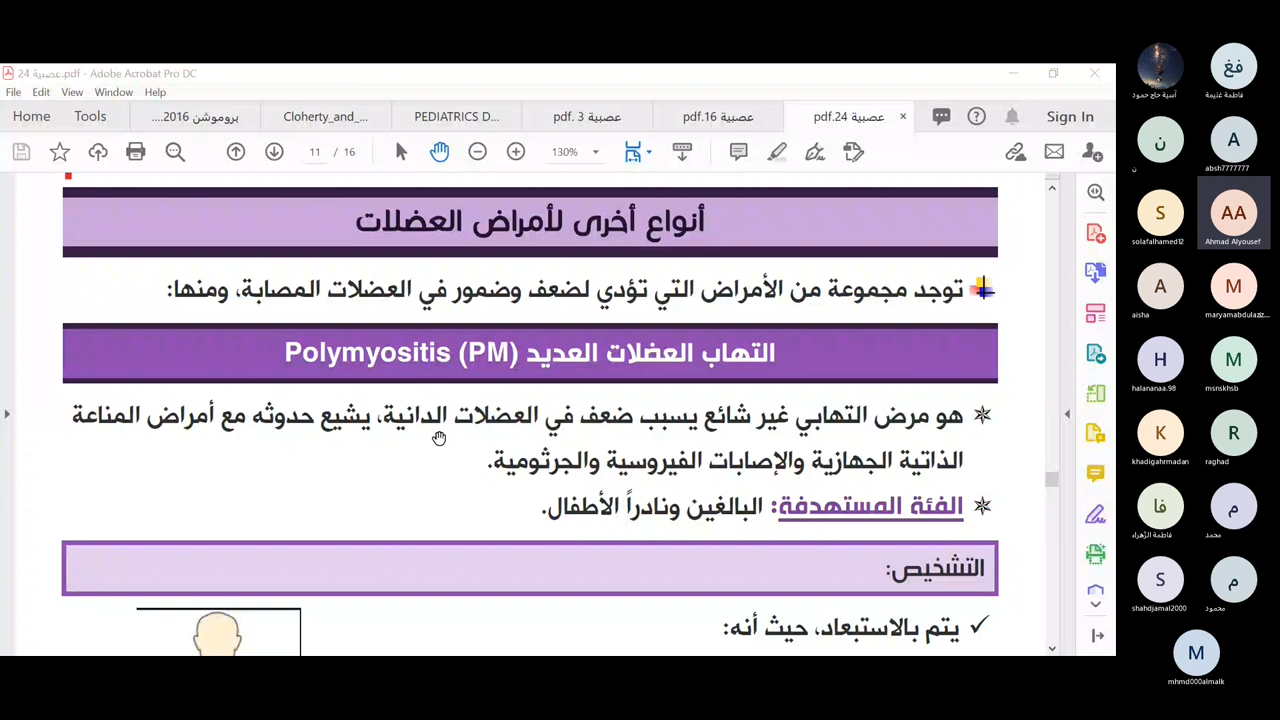 عصبية 24.pdf - Adobe Acrobat Pro DC
File Edit View Window Help
Home Tools
بروموشن 2016....
Cloherty_and_...
PEDIATRICS D...
عصبية 3 .pdf
عصبية 16.pdf
عصبية 24.pdf ×
Sign In
11 / 16
130%
أنواع أخرى لأمراض العضلات
توجد مجموعة من الأمراض التي تؤدي لضعف وضمور في العضلات المصابة، ومنها:
التهاب العضلات العديد Polymyositis (PM)
هو مرض التهابي غير شائع يسبب ضعف في العضلات الدانية، يشيع حدوثه مع أمراض المناعة
الذاتية الجهازية والإصابات الفيروسية والجرثومية.
الفئة المستهدفة: البالغين ونادراً الأطفال.
التشخيص:
يتم بالاستبعاد، حيث أنه:
آسية حاج حمود
فغ
فاطمة غنيمة
ن
ن
A
absh7777777
S
solafalhamed12
AA
Ahmad Alyousef
A
aisha
M
maryamabdulaziz...
H
halananaa.98
M
msnskhsb
K
khadigahrmadan
R
raghad
فا
فاطمة الزهراء
م
محمد
S
shahdjamal2000
م
محمود
M
mhmd000almalk